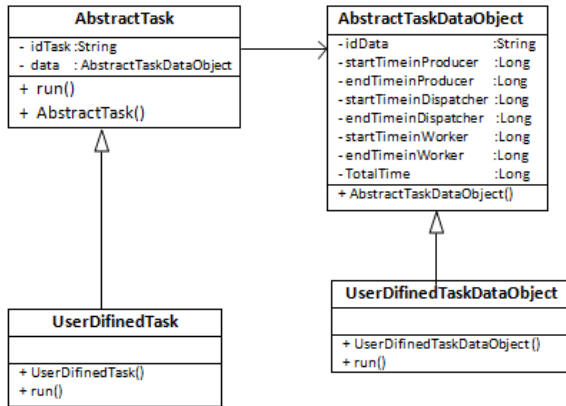 AbstractTask
- idTask :String
- data : AbstractTaskDataObject
+ run()
+ AbstractTask()
AbstractTaskDataObject
-idData :String
-startTimeinProducer :Long
-endTimeinProducer :Long
-startTimeinDispatcher :Long
-endTimeinDispatcher :Long
-startTimeinWorker :Long
-endTimeinWorker :Long
-TotalTime :Long
+ AbstractTaskDataObject()
UserDifinedTask
+ UserDifinedTask()
+ run()
UserDifinedTaskDataObject
+ UserDifinedTaskDataObject()
+ run()